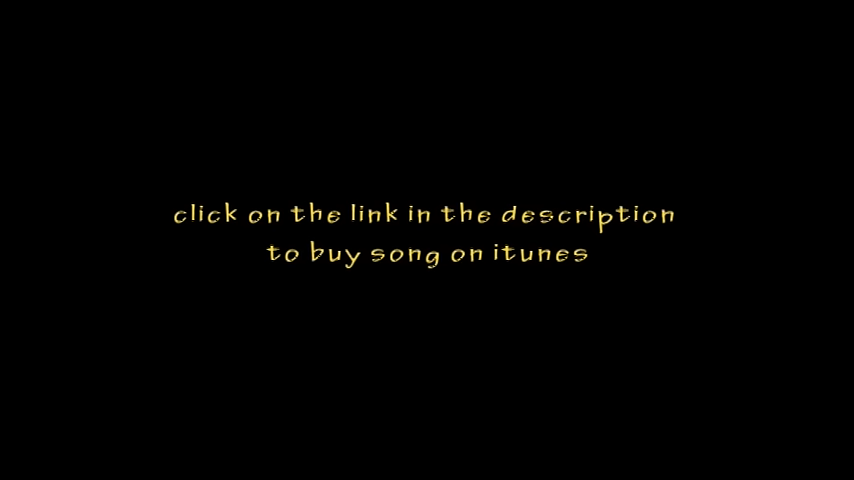 click on the link in the description
to buy song on itunes